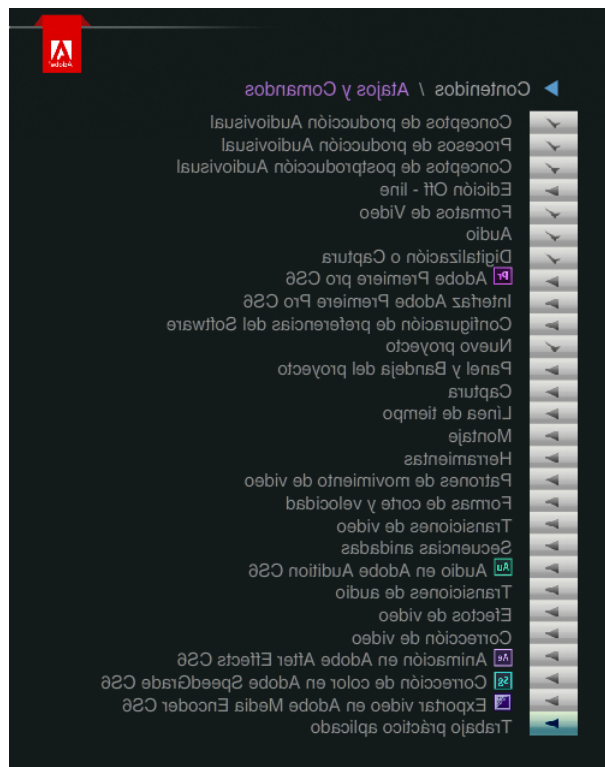 Adobe
Contenidos / Atajos y Comandos
Conceptos de producción Audiovisual
Procesos de producción Audiovisual
Conceptos de postproducción Audiovisual
Edición Off - line
Formatos de Video
Audio
Digitalización o Captura
Pr Adobe Premiere pro CS6
Interfaz Adobe Premiere Pro CS6
Configuración de preferencias del Software
Nuevo proyecto
Panel y Bandeja del proyecto
Captura
Línea de tiempo
Montaje
Herramientas
Patrones de movimiento de video
Formas de corte y velocidad
Transiciones de video
Secuencias anidadas
Au Audio en Adobe Audition CS6
Transiciones de audio
Efectos de video
Corrección de video
Ae Animación en Adobe After Effects CS6
Sg Corrección de color en Adobe SpeedGrade CS6
Exportar video en Adobe Media Encoder CS6
Trabajo práctico aplicado